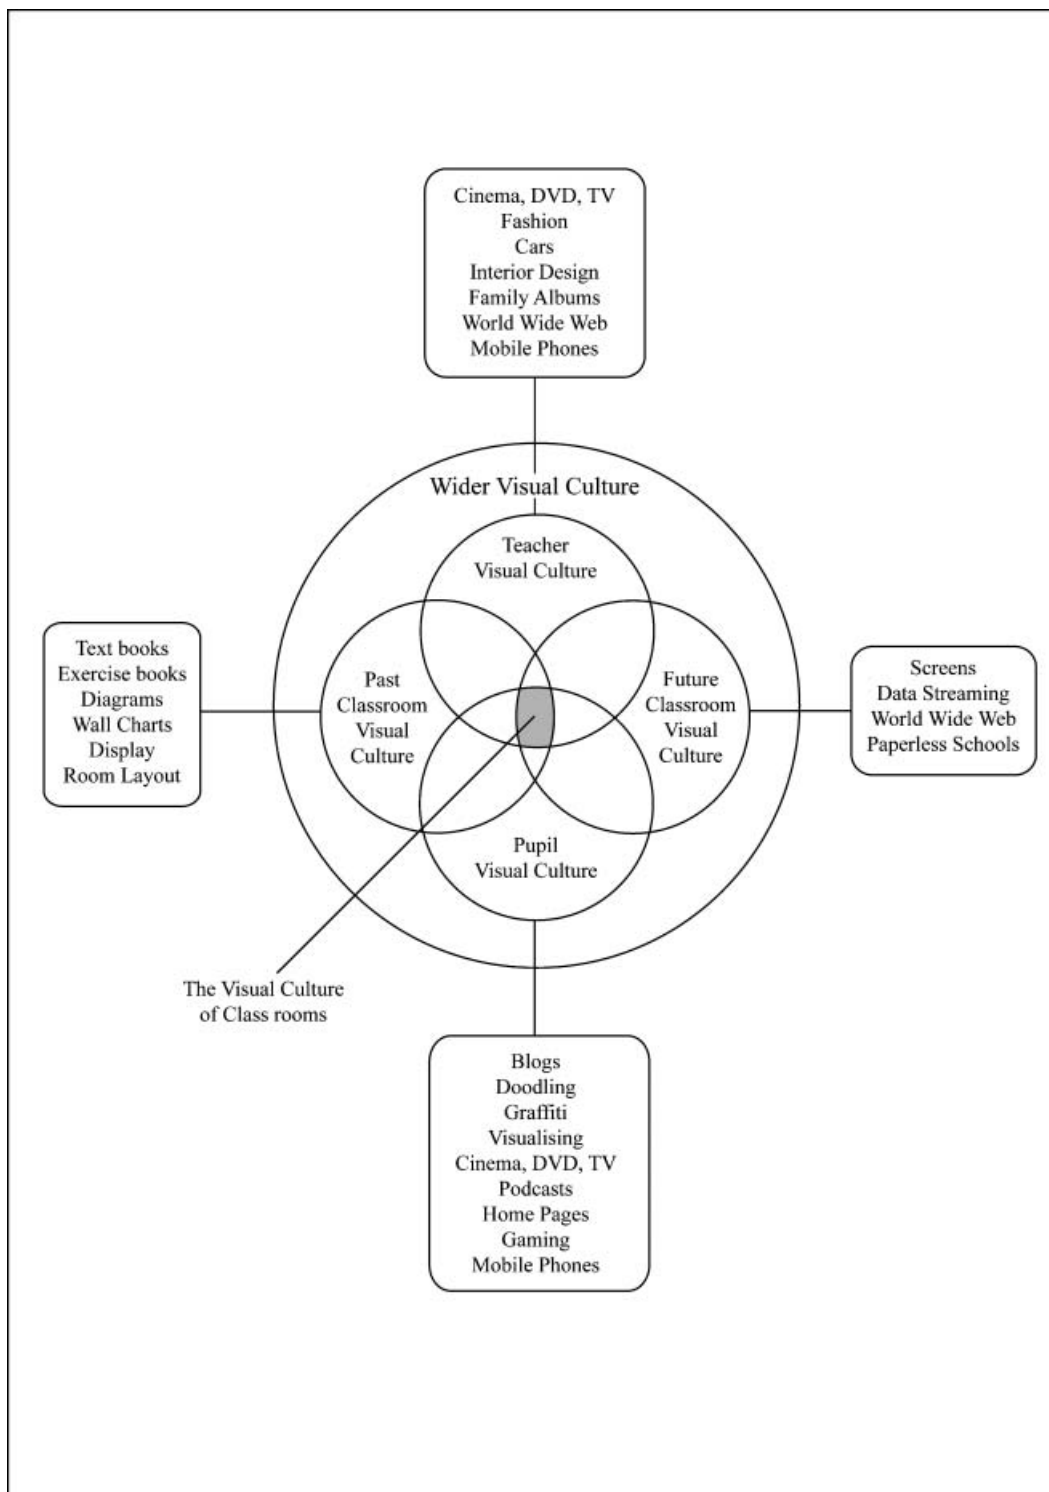 Cinema, DVD, TV
Fashion
Cars
Interior Design
Family Albums
World Wide Web
Mobile Phones
Wider Visual Culture
Teacher
Visual Culture
Text books
Exercise books
Diagrams
Wall Charts
Display
Room Layout
Past
Classroom
Visual
Culture
Future
Classroom
Visual
Culture
Screens
Data Streaming
World Wide Web
Paperless Schools
Pupil
Visual Culture
The Visual Culture
of Class rooms
Blogs
Doodling
Graffiti
Visualising
Cinema, DVD, TV
Podcasts
Home Pages
Gaming
Mobile Phones